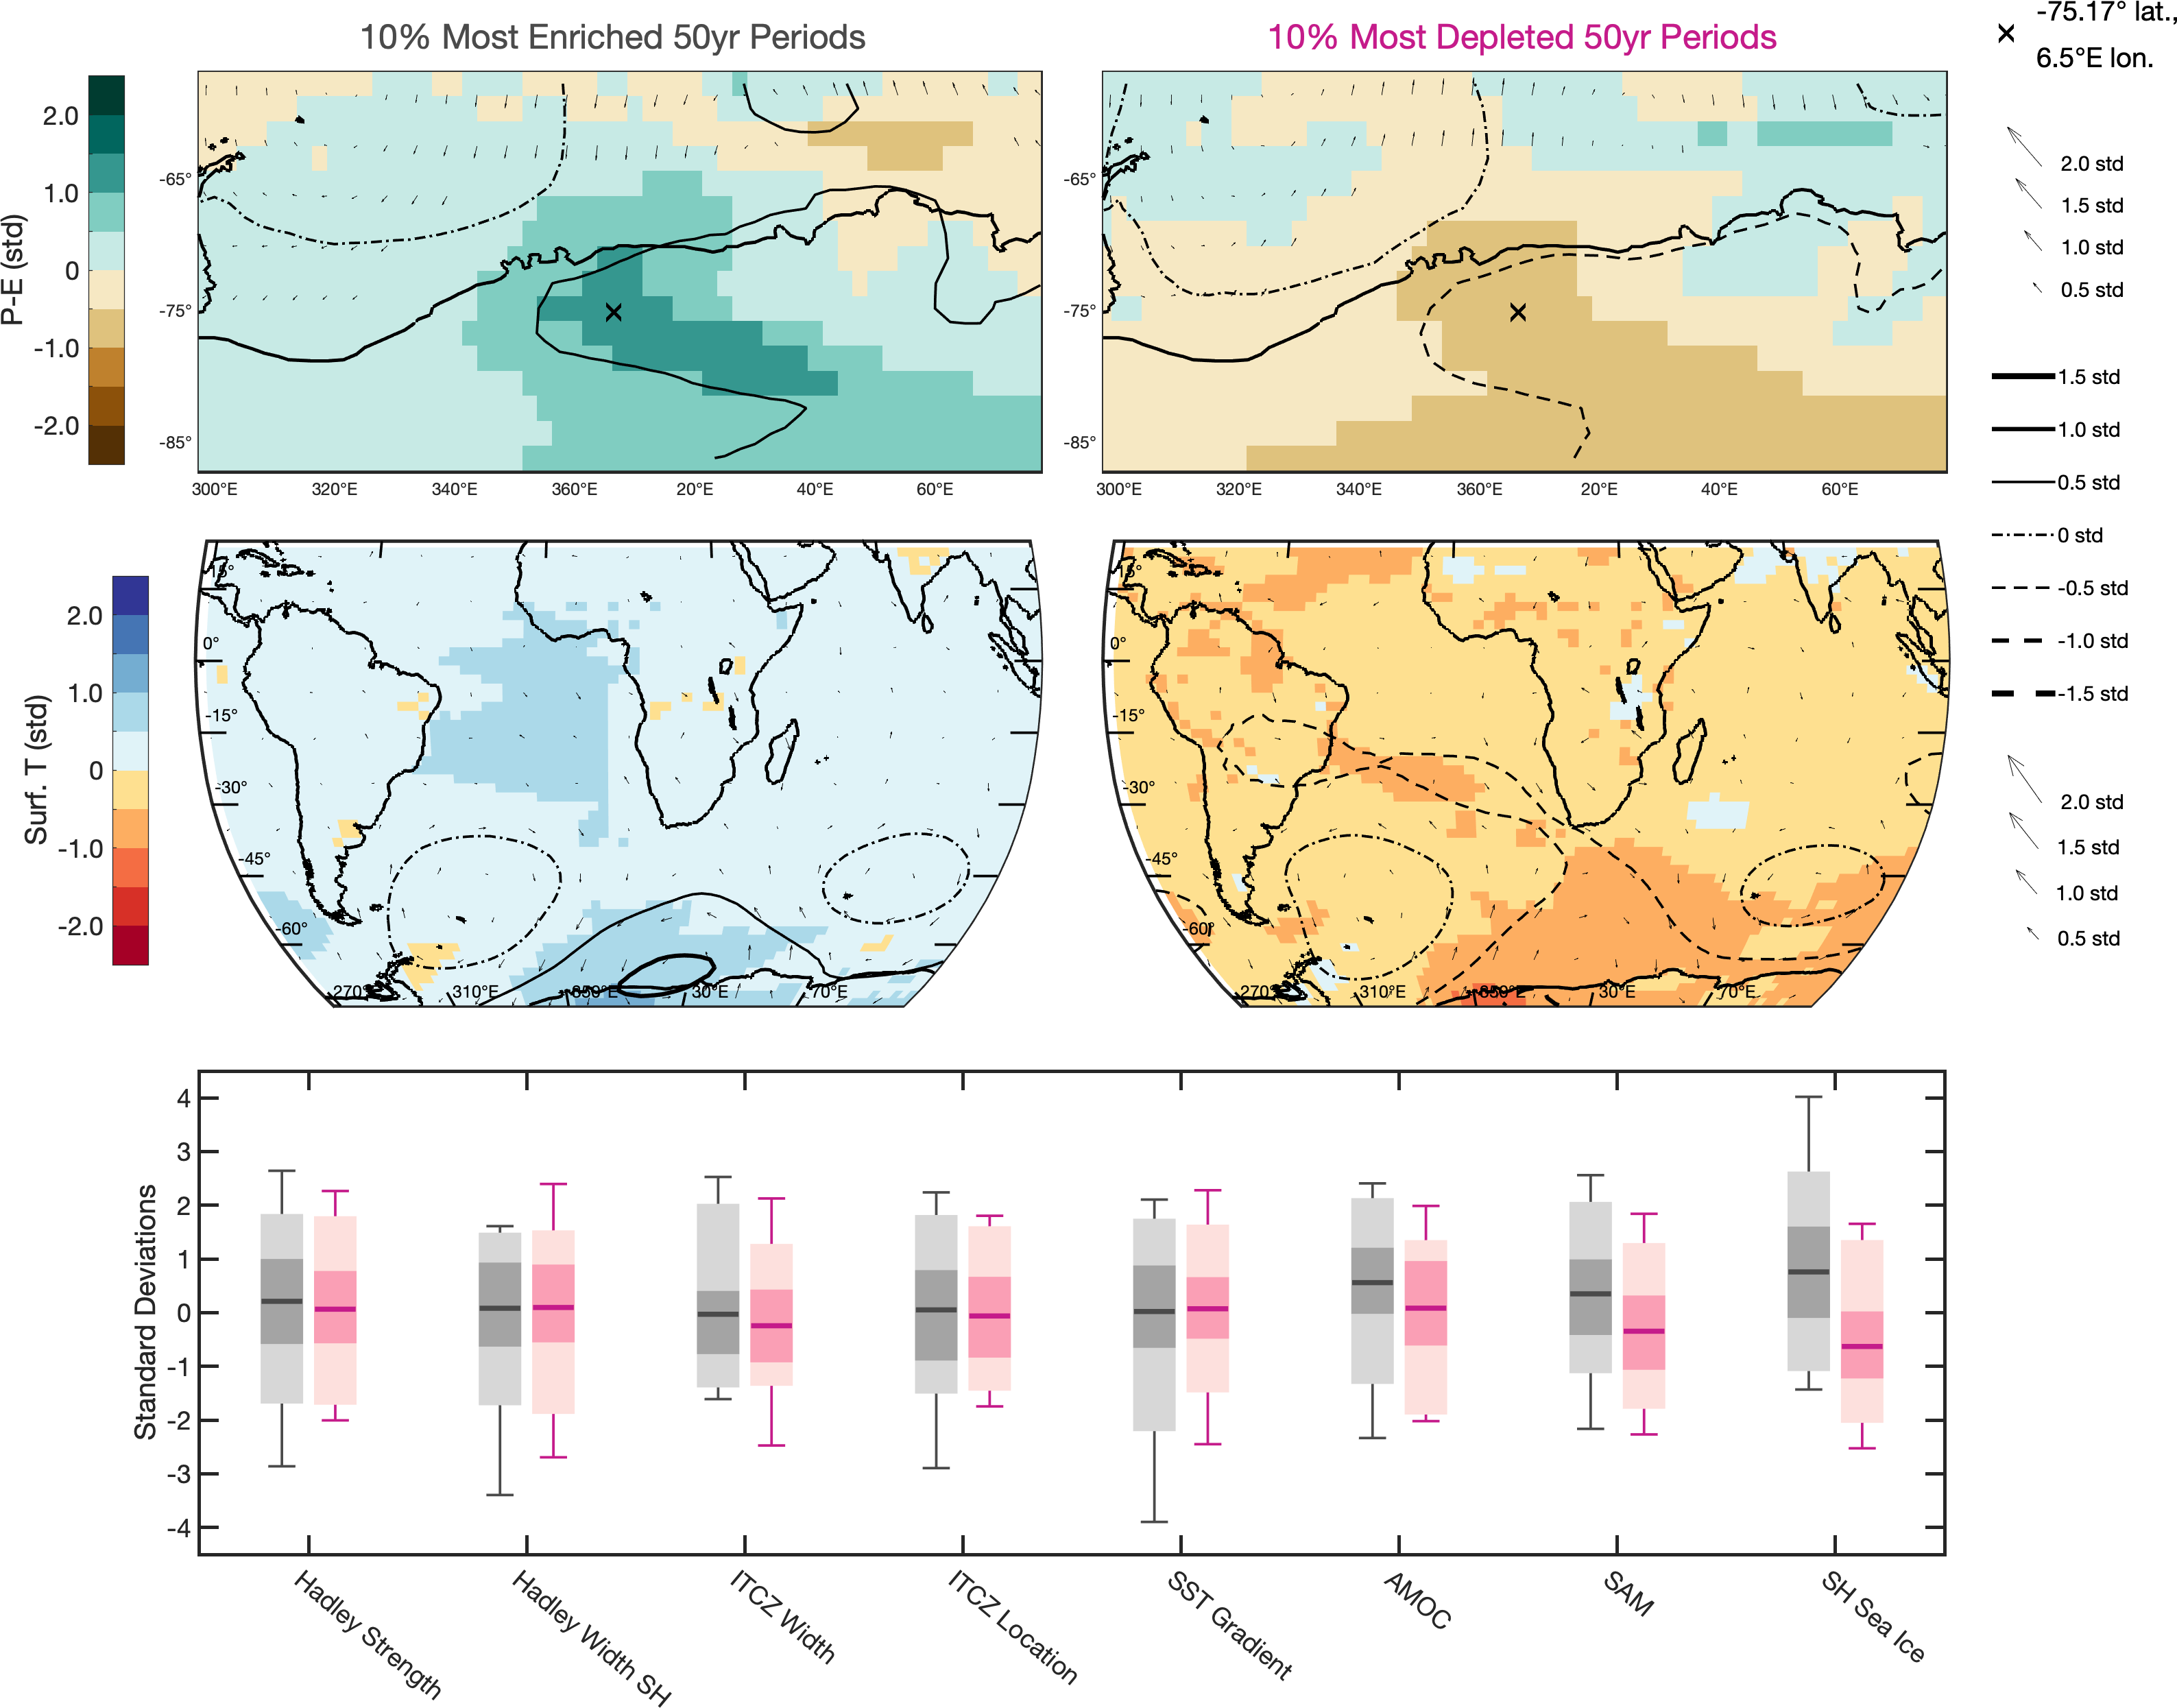 10% Most Enriched 50yr Periods
10% Most Depleted 50yr Periods
-75.17° lat.,
6.5°E lon.
P-E (std)
2.0
1.0
0
-1.0
-2.0
-65°
-75°
-85°
300°E 320°E 340°E 360°E 20°E 40°E 60°E
-65°
-75°
-85°
300°E 320°E 340°E 360°E 20°E 40°E 60°E
2.0 std
1.5 std
1.0 std
0.5 std
1.5 std
1.0 std
0.5 std
0 std
-0.5 std
-1.0 std
-1.5 std
2.0 std
1.5 std
1.0 std
0.5 std
Surf. T (std)
2.0
1.0
0
-1.0
-2.0
15°
0°
-15°
-30°
-45°
-60°
270° 310°E 350°E 30°E 70°E
15°
0°
-15°
-30°
-45°
-60°
270° 310°E 350°E 30°E 70°E
Standard Deviations
4
3
2
1
0
-1
-2
-3
-4
Hadley Strength
Hadley Width SH
ITCZ Width
ITCZ Location
SST Gradient
AMOC
SAM
SH Sea Ice